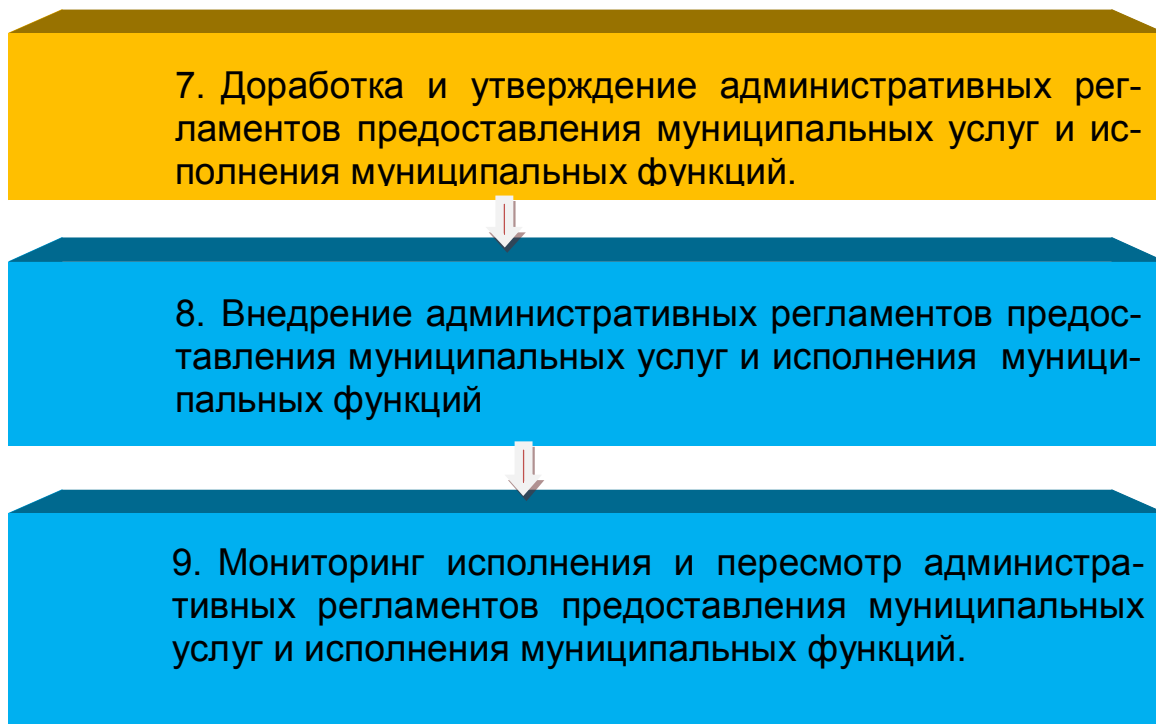 7. Доработка и утверждение административных рег-
ламентов предоставления муниципальных услуг и ис-
полнения муниципальных функций.
8. Внедрение административных регламентов предос-
тавления муниципальных услуг и исполнения муници-
пальных функций
9. Мониторинг исполнения и пересмотр администра-
тивных регламентов предоставления муниципальных
услуг и исполнения муниципальных функций.